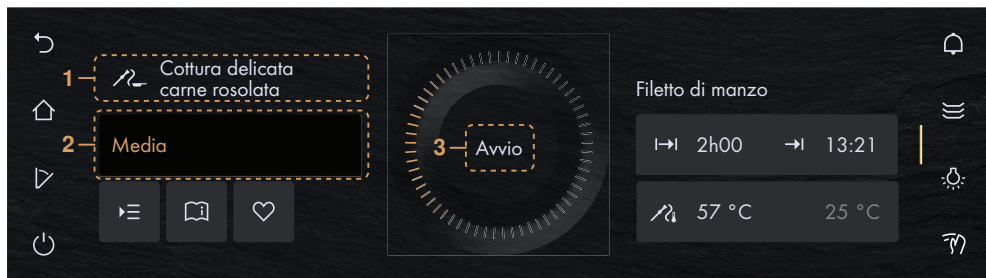 1
Cottura delicata
carne rosolata
2
Media
3
Avvio
Filetto di manzo
2h00 13:21
57 °C 25 °C